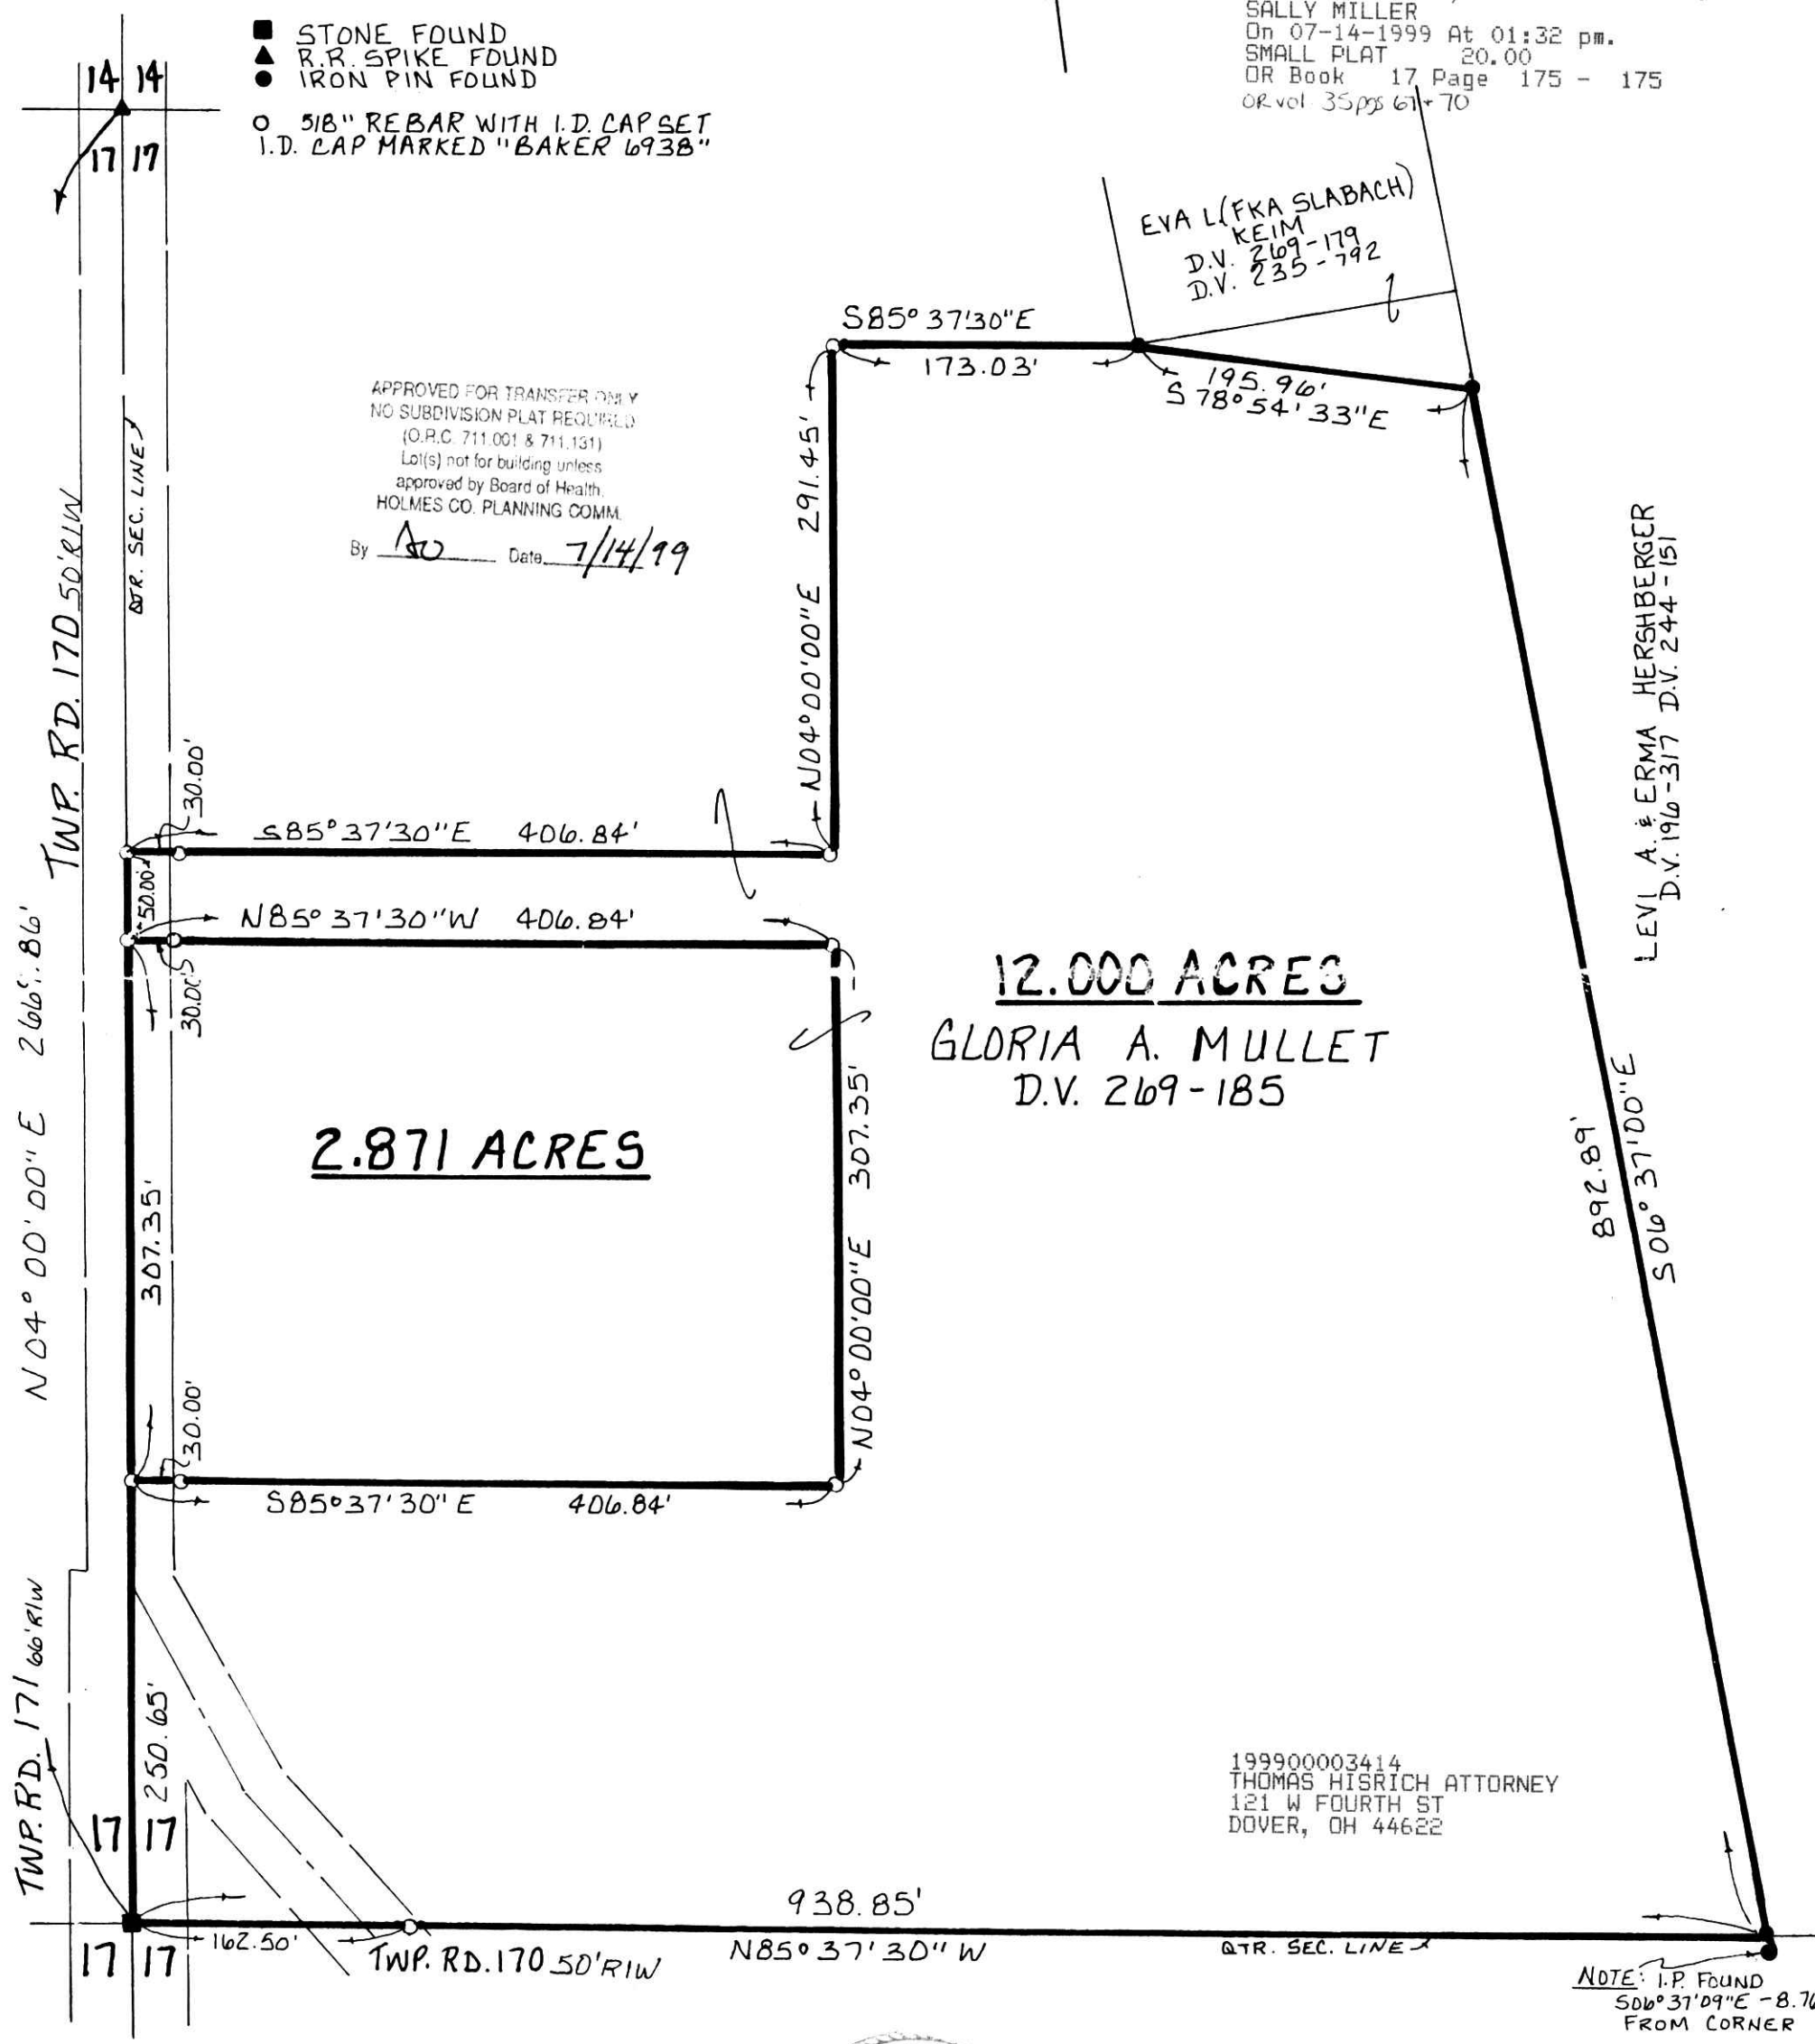 ■ STONE FOUND
▲ R.R. SPIKE FOUND
● IRON PIN FOUND
○ 5/8" REBAR WITH I.D. CAP SET
I.D. CAP MARKED "BAKER 6938"
SALLY MILLER
On 07-14-1999 At 01:32 pm.
SMALL PLAT 20.00
OR Book 17 Page 175 - 175
OR vol 35 pgs 67 + 70
14 14
17 17
EVA L. (FKA SLABACH)
KEIM
D.V. 269-179
D.V. 235-792
S85° 37'30"E
173.03'
195.96'
S 78° 54' 33"E
APPROVED FOR TRANSFER ONLY
NO SUBDIVISION PLAT REQUIRED
(O.R.C. 711.001 & 711.131)
Lot(s) not for building unless
approved by Board of Health.
HOLMES CO. PLANNING COMM.
By Date 7/14/99
QTR. SEC. LINE
TWP. RD. 170 50' R/W
N04° 00' 00" E
291.45'
LEVI A. & ERMA HERSHBERGER
D.V. 196-317 D.V. 244-151
30.00'
S85° 37'30"E 406.84'
50.00'
N85° 37'30"W 406.84'
30.00'
N04° 00' 00" E
12.000 ACRES
GLORIA A. MULLET
D.V. 269-185
2.871 ACRES
307.35'
N04° 00' 00" E 307.35'
892.89'
S 06° 37' 00" E
30.00'
S85° 37' 30" E 406.84'
TWP. RD. 171 66' R/W
250.65'
199900003414
THOMAS HISRICH ATTORNEY
121 W FOURTH ST
DOVER, OH 44622
17 17
938.85'
162.50'
TWP. RD. 170 50' R/W
N85° 37' 30" W
QTR. SEC. LINE
17 17
NOTE: I.P. FOUND
S06° 37' 09" E - 8.76
FROM CORNER